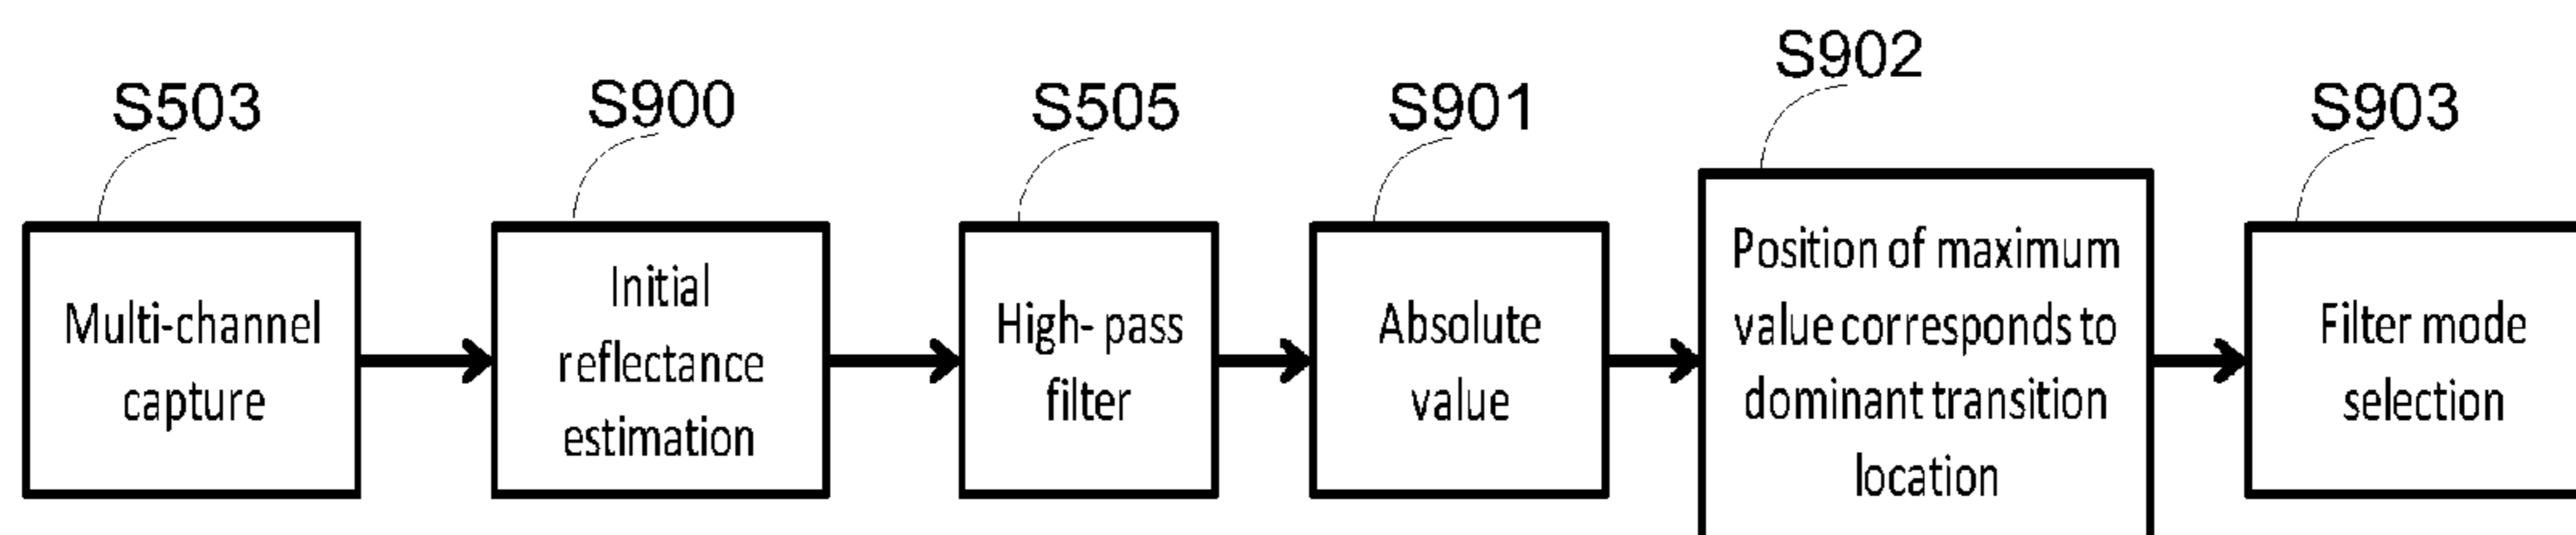 S503
Multi-channel
capture
S900
Initial
reflectance
estimation
S505
High- pass
filter
S901
Absolute
value
S902
Position of maximum
value corresponds to
dominant transition
location
S903
Filter mode
selection